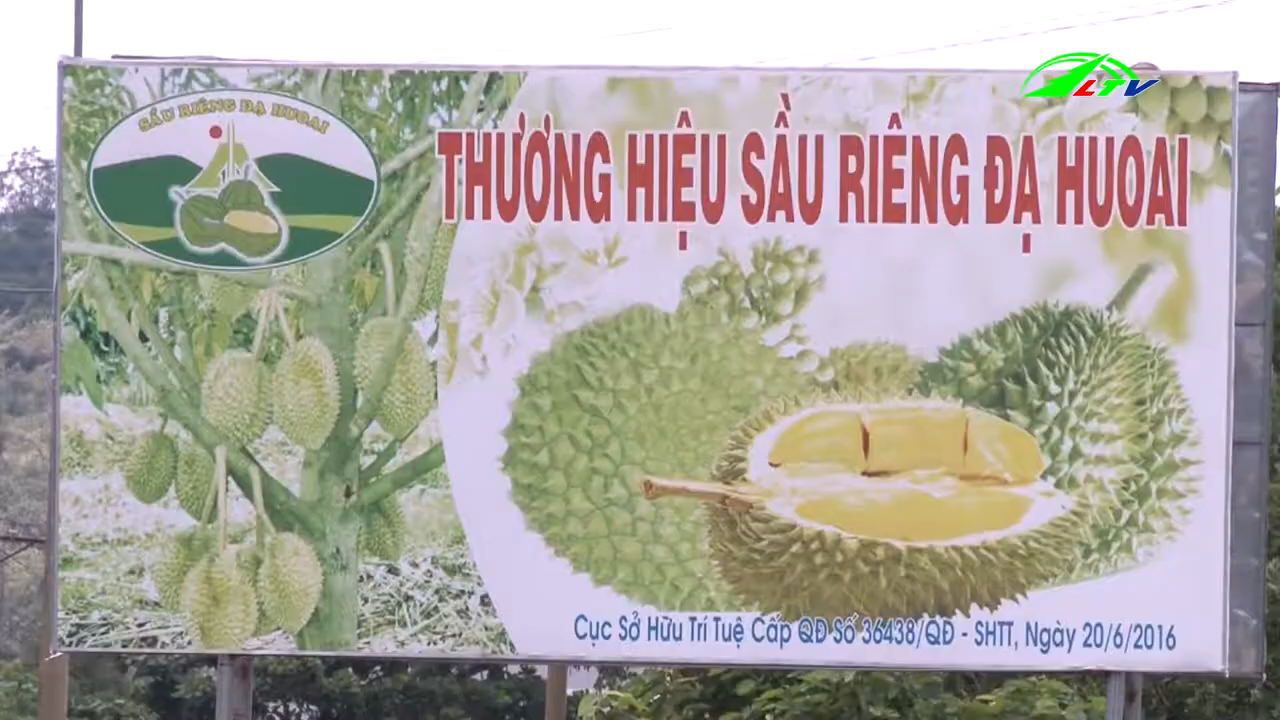 LTV
SẦU RIÊNG ĐẠ HUOAI
THƯƠNG HIỆU SẦU RIÊNG ĐẠ HUOAI
Cục Sở Hữu Trí Tuệ Cấp QĐ Số 36438/QĐ - SHTT, Ngày 20/6/2016